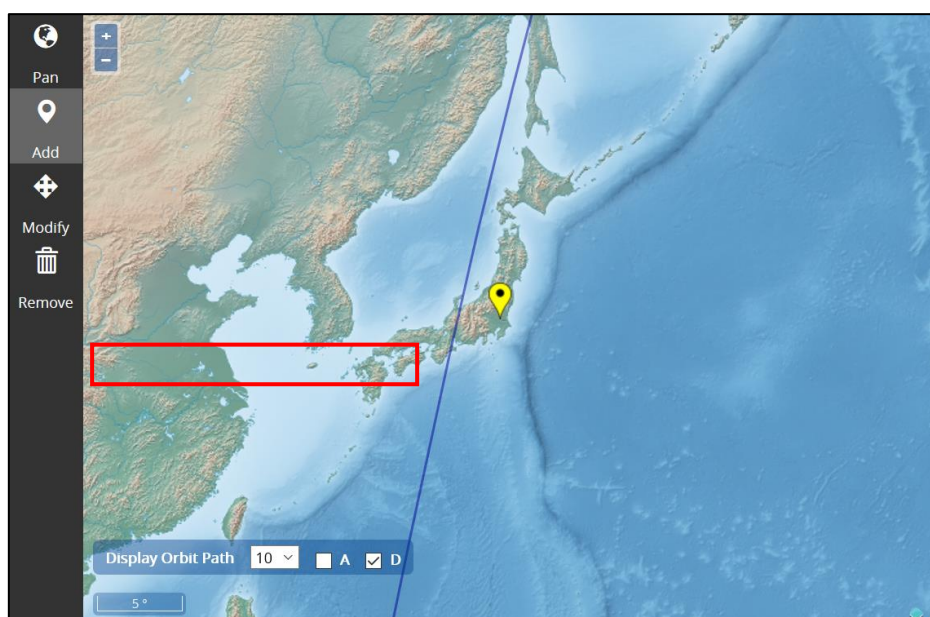 +
−
Pan
Add
Modify
Remove
Display Orbit Path 10 A D
5 °